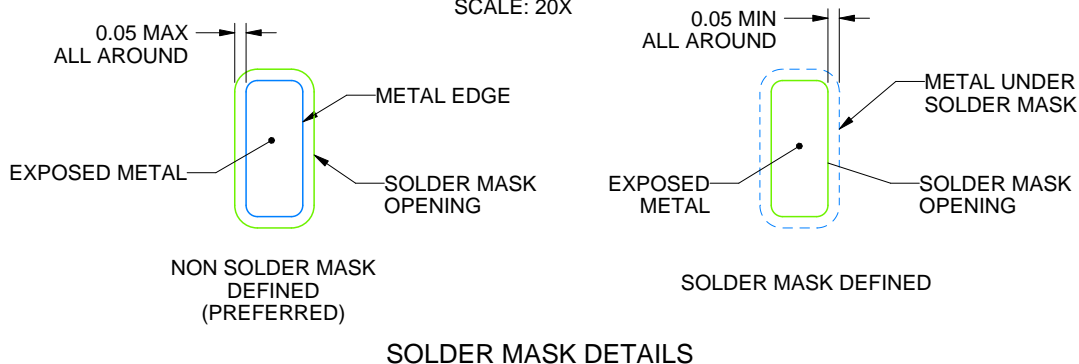 SCALE: 20X
0.05 MAX
ALL AROUND
METAL EDGE
EXPOSED METAL
SOLDER MASK
OPENING
NON SOLDER MASK
DEFINED
(PREFERRED)
0.05 MIN
ALL AROUND
METAL UNDER
SOLDER MASK
EXPOSED
METAL
SOLDER MASK
OPENING
SOLDER MASK DEFINED
SOLDER MASK DETAILS